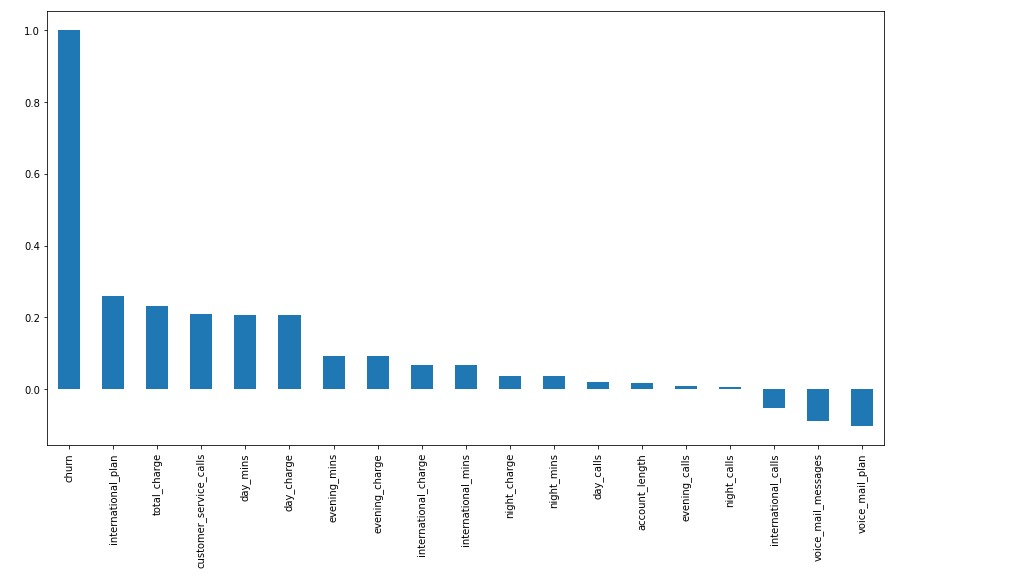 1.0
0.8
0.6
0.4
0.2
0.0
churn
international_plan
total_charge
customer_service_calls
day_mins
day_charge
evening_mins
evening_charge
international_charge
international_mins
night_charge
night_mins
day_calls
account_length
evening_calls
night_calls
international_calls
voice_mail_messages
voice_mail_plan